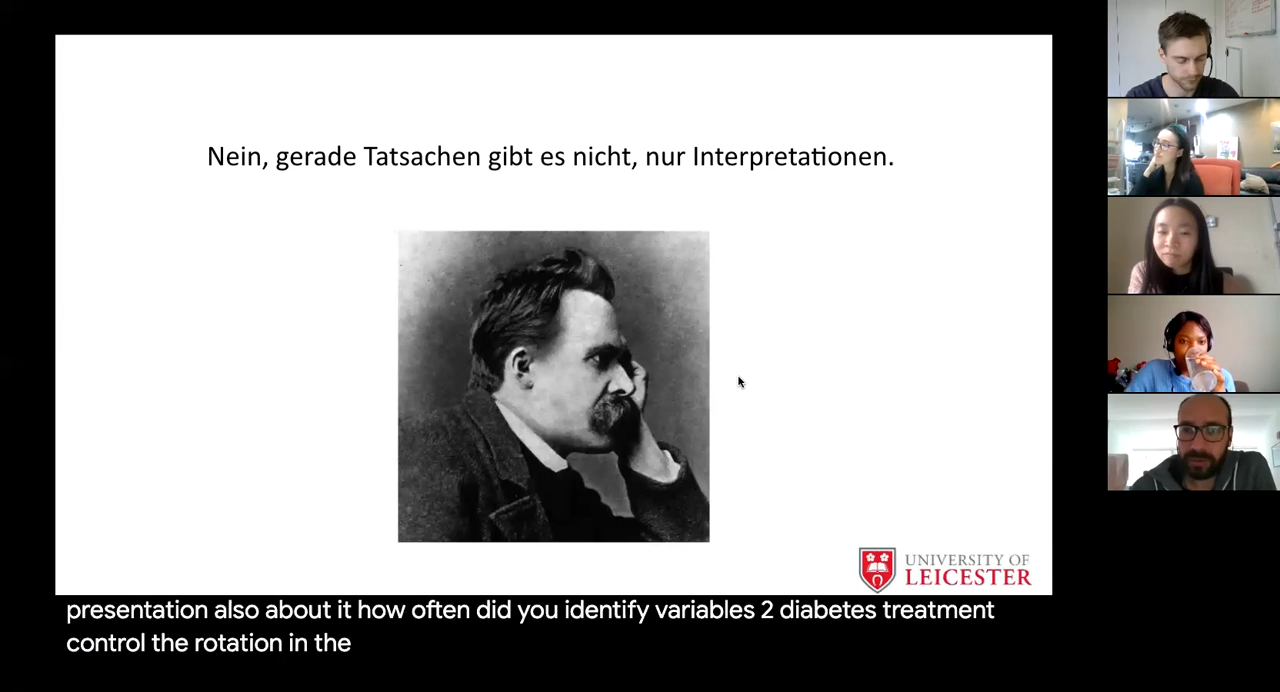 Nein, gerade Tatsachen gibt es nicht, nur Interpretationen.
UNIVERSITY OF
LEICESTER
presentation also about it how often did you identify variables 2 diabetes treatment
control the rotation in the